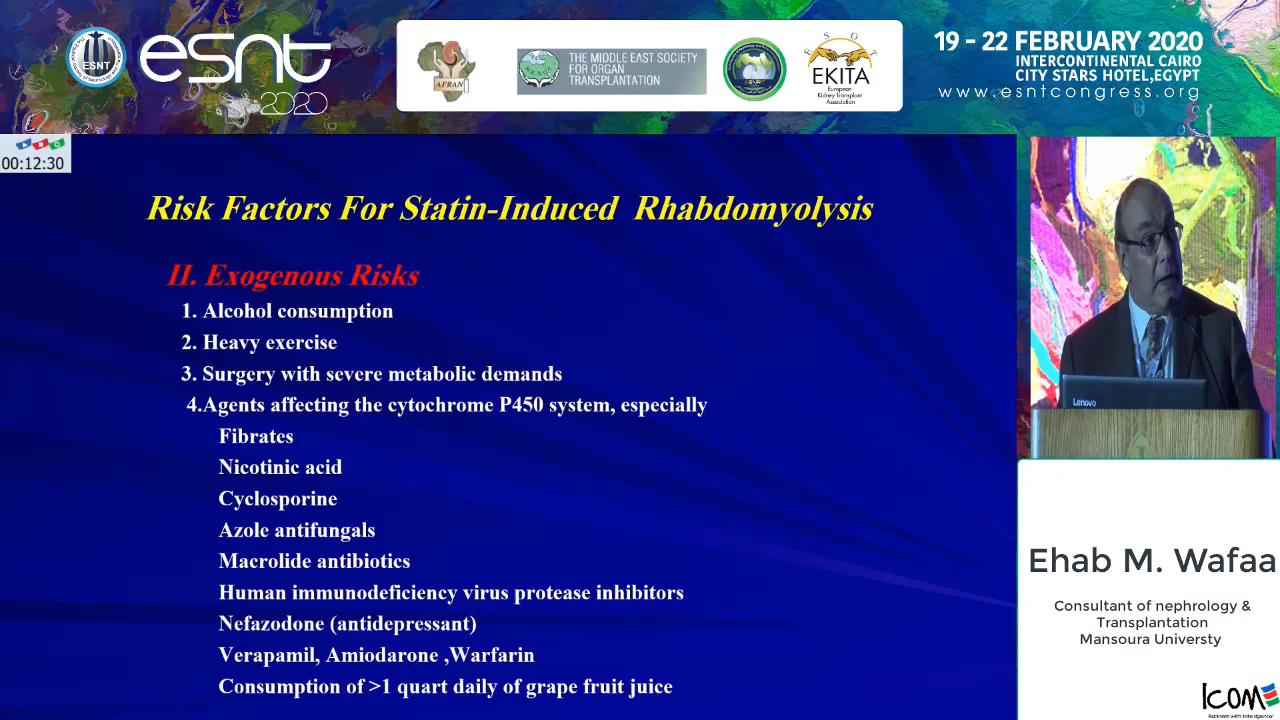 ESNT
esnt
2020
AFRAN
THE MIDDLE EAST SOCIETY
FOR ORGAN
TRANSPLANTATION
ESOT
EKITA
European
Kidney Transplant
Association
19 - 22 FEBRUARY 2020
INTERCONTINENTAL CAIRO
CITY STARS HOTEL,EGYPT
www.esntcongress.org
00:12:30
Risk Factors For Statin-Induced Rhabdomyolysis
II. Exogenous Risks
1. Alcohol consumption
2. Heavy exercise
3. Surgery with severe metabolic demands
4.Agents affecting the cytochrome P450 system, especially
Fibrates
Nicotinic acid
Cyclosporine
Azole antifungals
Macrolide antibiotics
Human immunodeficiency virus protease inhibitors
Nefazodone (antidepressant)
Verapamil, Amiodarone ,Warfarin
Consumption of >1 quart daily of grape fruit juice
Lenovo
Ehab M. Wafaa
Consultant of nephrology &
Transplantation
Mansoura Universty
ICOM
Business with Intelligence!